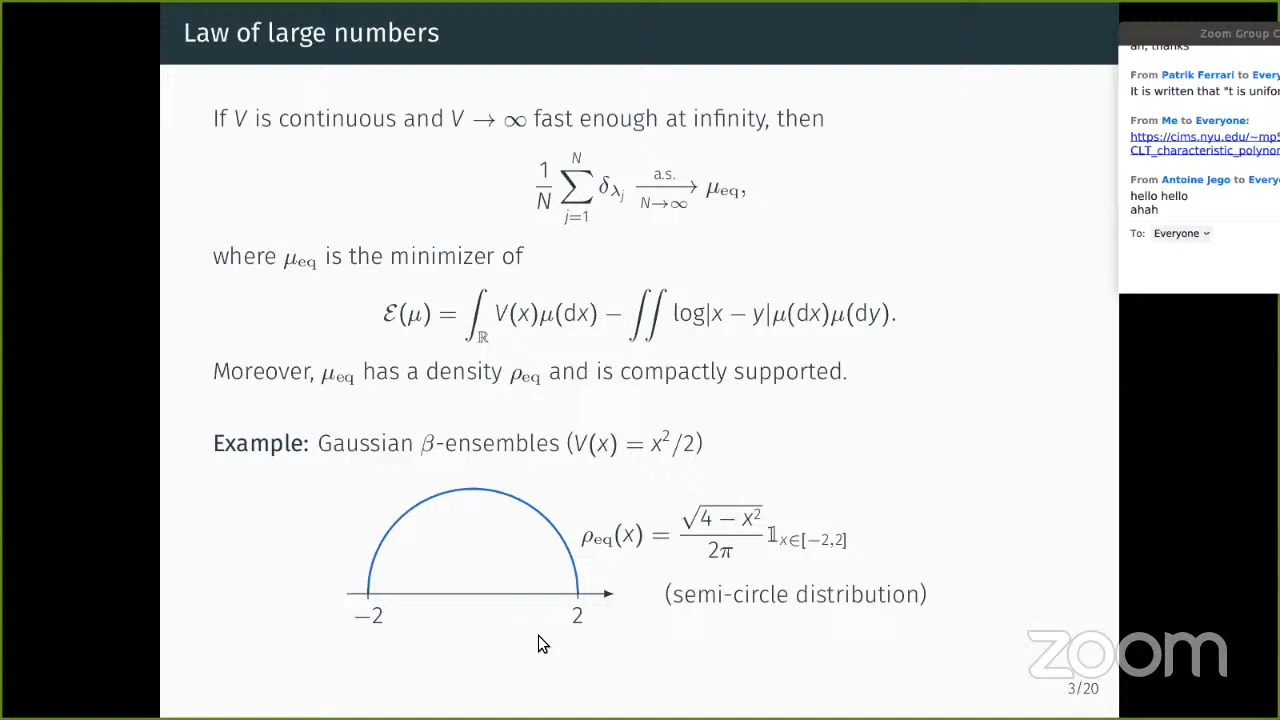 Law of large numbers
If V is continuous and V → ∞ fast enough at infinity, then
1/N ∑_{j=1}^{N} δ_{λ_j} \xrightarrow[N→∞]{a.s.} μ_eq,
where μ_eq is the minimizer of
ℰ(μ) = ∫_ℝ V(x)μ(dx) − ∬ log|x − y|μ(dx)μ(dy).
Moreover, μ_eq has a density ρ_eq and is compactly supported.
Example: Gaussian β-ensembles (V(x) = x²/2)
ρ_eq(x) = √(4 − x²)/2π 𝟙_{x∈[−2,2]}
(semi-circle distribution)
−2 2
3/20
zoom
Zoom Group C
From Patrik Ferrari to Every
It is written that "t is unifor
From Me to Everyone:
https://cims.nyu.edu/~mp5
CLT_characteristic_polynor
From Antoine Jego to Every
hello hello
ahah
To: Everyone